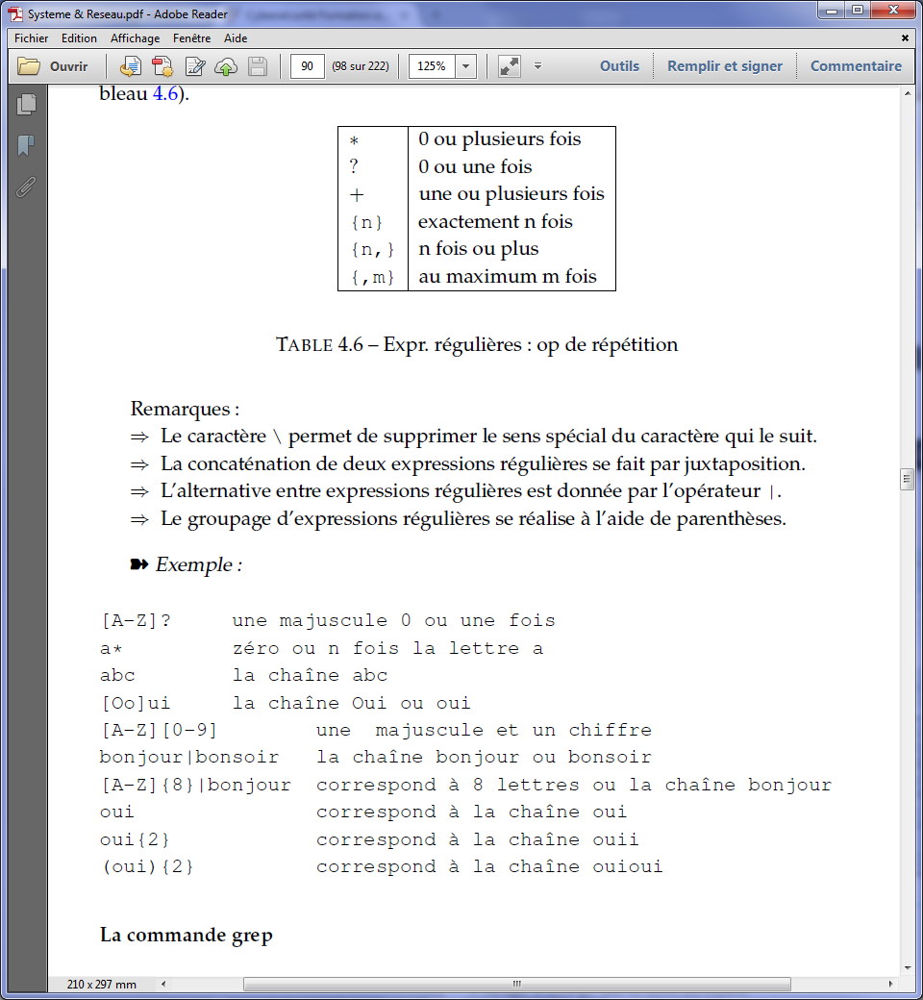 Systeme & Reseau.pdf - Adobe Reader
Fichier Edition Affichage Fenêtre Aide
Ouvrir 90 (98 sur 222) 125% Outils Remplir et signer Commentaire
bleau 4.6).
* 0 ou plusieurs fois
? 0 ou une fois
+ une ou plusieurs fois
{n} exactement n fois
{n,} n fois ou plus
{,m} au maximum m fois
TABLE 4.6 – Expr. régulières : op de répétition
Remarques :
⇒ Le caractère \ permet de supprimer le sens spécial du caractère qui le suit.
⇒ La concaténation de deux expressions régulières se fait par juxtaposition.
⇒ L'alternative entre expressions régulières est donnée par l'opérateur |.
⇒ Le groupage d'expressions régulières se réalise à l'aide de parenthèses.
Exemple :
[A-Z]? une majuscule 0 ou une fois
a* zéro ou n fois la lettre a
abc la chaîne abc
[Oo]ui la chaîne Oui ou oui
[A-Z][0-9] une majuscule et un chiffre
bonjour|bonsoir la chaîne bonjour ou bonsoir
[A-Z]{8}|bonjour correspond à 8 lettres ou la chaîne bonjour
oui correspond à la chaîne oui
oui{2} correspond à la chaîne ouii
(oui){2} correspond à la chaîne ouioui
La commande grep
210 x 297 mm